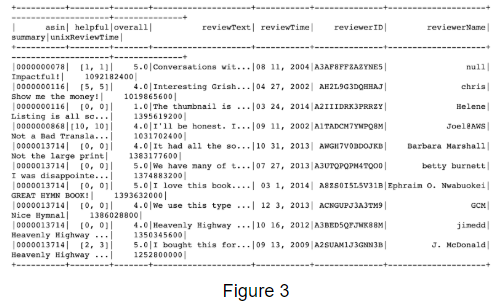 +----------+--------+-------+--------------------+-----------+--------------+------------------+
--------------------+--------------+
| asin| helpful|overall| reviewText| reviewTime| reviewerID| reviewerName|
summary|unixReviewTime|
+----------+--------+-------+--------------------+-----------+--------------+------------------+
--------------------+--------------+
|0000000078| [1, 1]| 5.0|Conversations wit...|08 11, 2004|A3AF8FFZAZYNE5| null|
Impactful!| 1092182400|
|0000000116| [5, 5]| 4.0|Interesting Grish...|04 27, 2002| AH2L9G3DQHHAJ| chris|
Show me the money!| 1019865600|
|0000000116| [0, 0]| 1.0|The thumbnail is ...|03 24, 2014|A2IIIDRK3PRRZY| Helene|
Listing is all so...| 1395619200|
|0000000868|[10, 10]| 4.0|I'll be honest. I...|09 11, 2002|A1TADCM7YWPQ8M| Joel@AWS|
Not a Bad Transla...| 1031702400|
|0000013714| [0, 0]| 4.0|It had all the so...|10 31, 2013| AWGH7V0BDOJKB| Barbara Marshall|
Not the large print| 1383177600|
|0000013714| [0, 0]| 5.0|We have many of t...|07 27, 2013|A3UTQPQPM4TQO0| betty burnett|
I was disappointe...| 1374883200|
|0000013714| [0, 0]| 5.0|I love this book...|03 1, 2014|A8ZS0I5L5V31B|Ephraim O. Nwabuokei|
GREAT HYMN BOOK!| 1393632000|
|0000013714| [0, 0]| 4.0|We use this type ...| 12 3, 2013| ACNGUPJ3A3TM9| GCM|
Nice Hymnal| 1386028800|
|0000013714| [0, 0]| 4.0|Heavenly Highway ...|10 16, 2012|A3BED5QFJWK88M| jimedd|
Heavenly Highway ...| 1350345600|
|0000013714| [2, 3]| 5.0|I bought this for...|09 13, 2009|A2SUAM1J3GNN3B| J. McDonald|
Heavenly Highway ...| 1252800000|
+----------+--------+-------+--------------------+-----------+--------------+------------------+
Figure 3